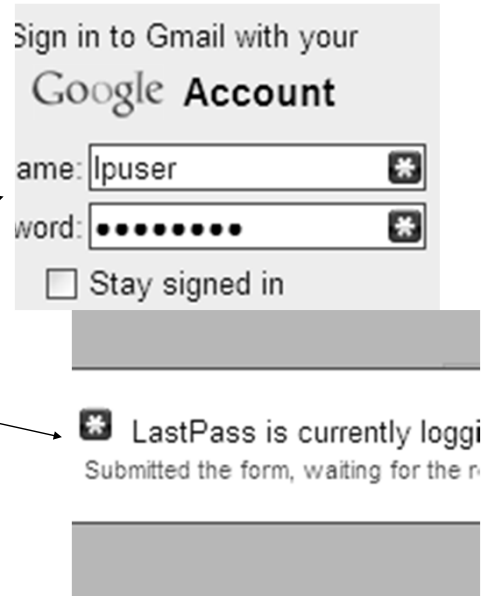 Sign in to Gmail with your
Google Account
ame: lpuser
word: ●●●●●●●●
Stay signed in
LastPass is currently loggi
Submitted the form, waiting for the r